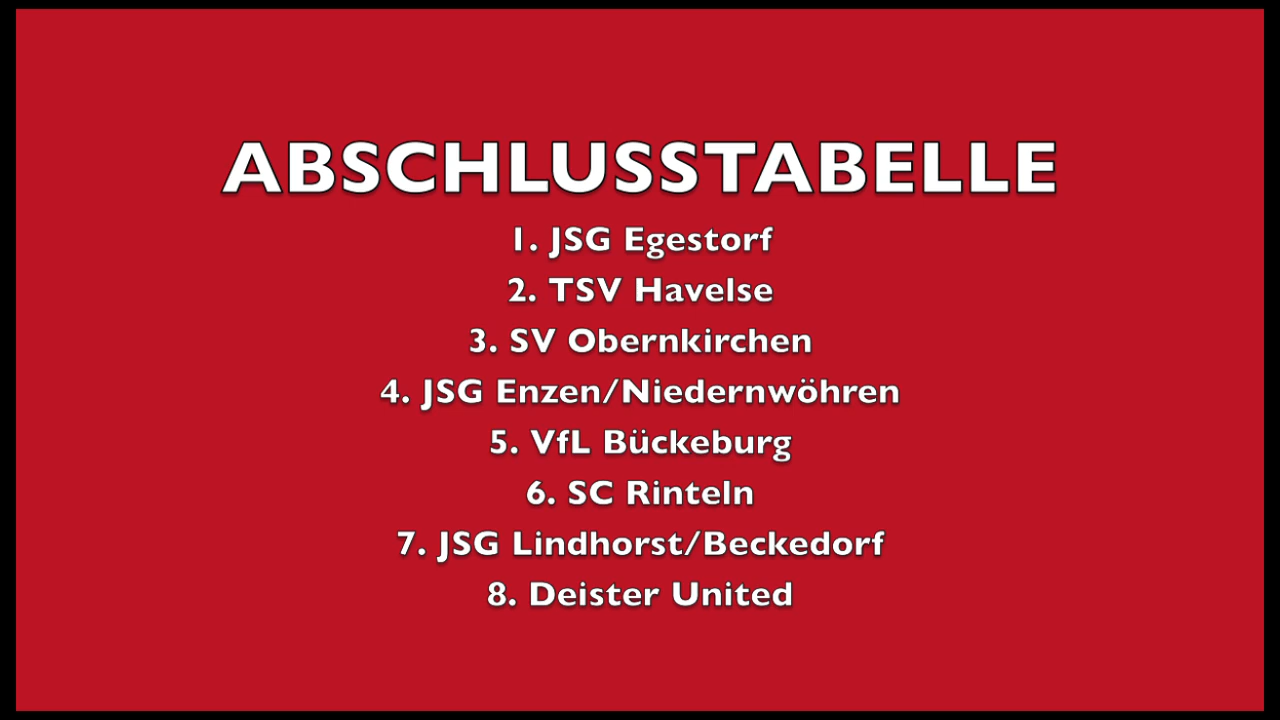 ABSCHLUSSTABELLE
1. JSG Egestorf
2. TSV Havelse
3. SV Obernkirchen
4. JSG Enzen/Niedernwöhren
5. VfL Bückeburg
6. SC Rinteln
7. JSG Lindhorst/Beckedorf
8. Deister United